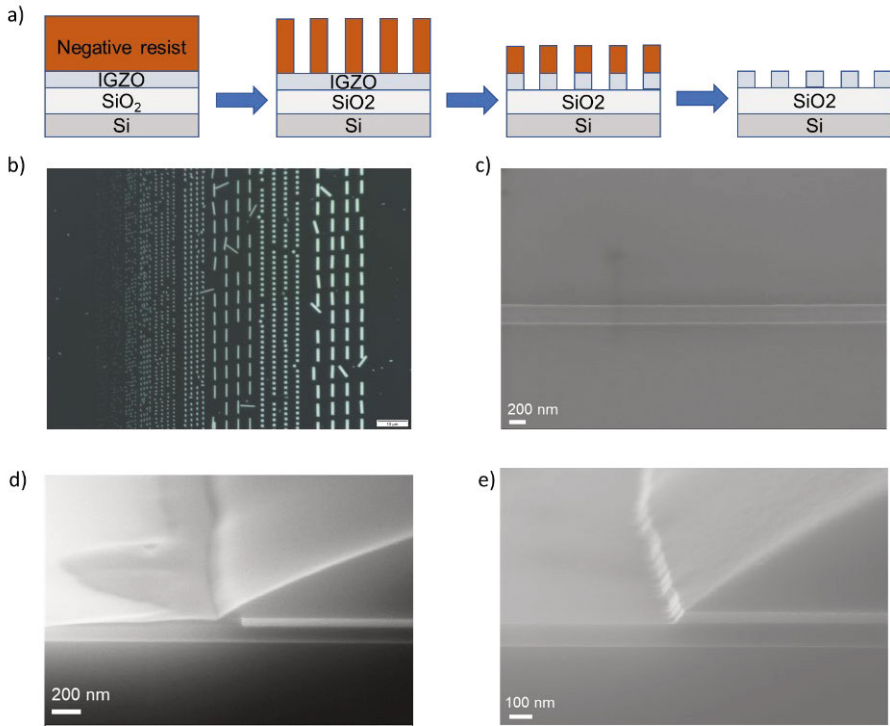 a)
Negative resist
IGZO
SiO₂
Si
IGZO
SiO2
Si
SiO2
Si
SiO2
Si
b)
c)
200 nm
d)
200 nm
e)
100 nm